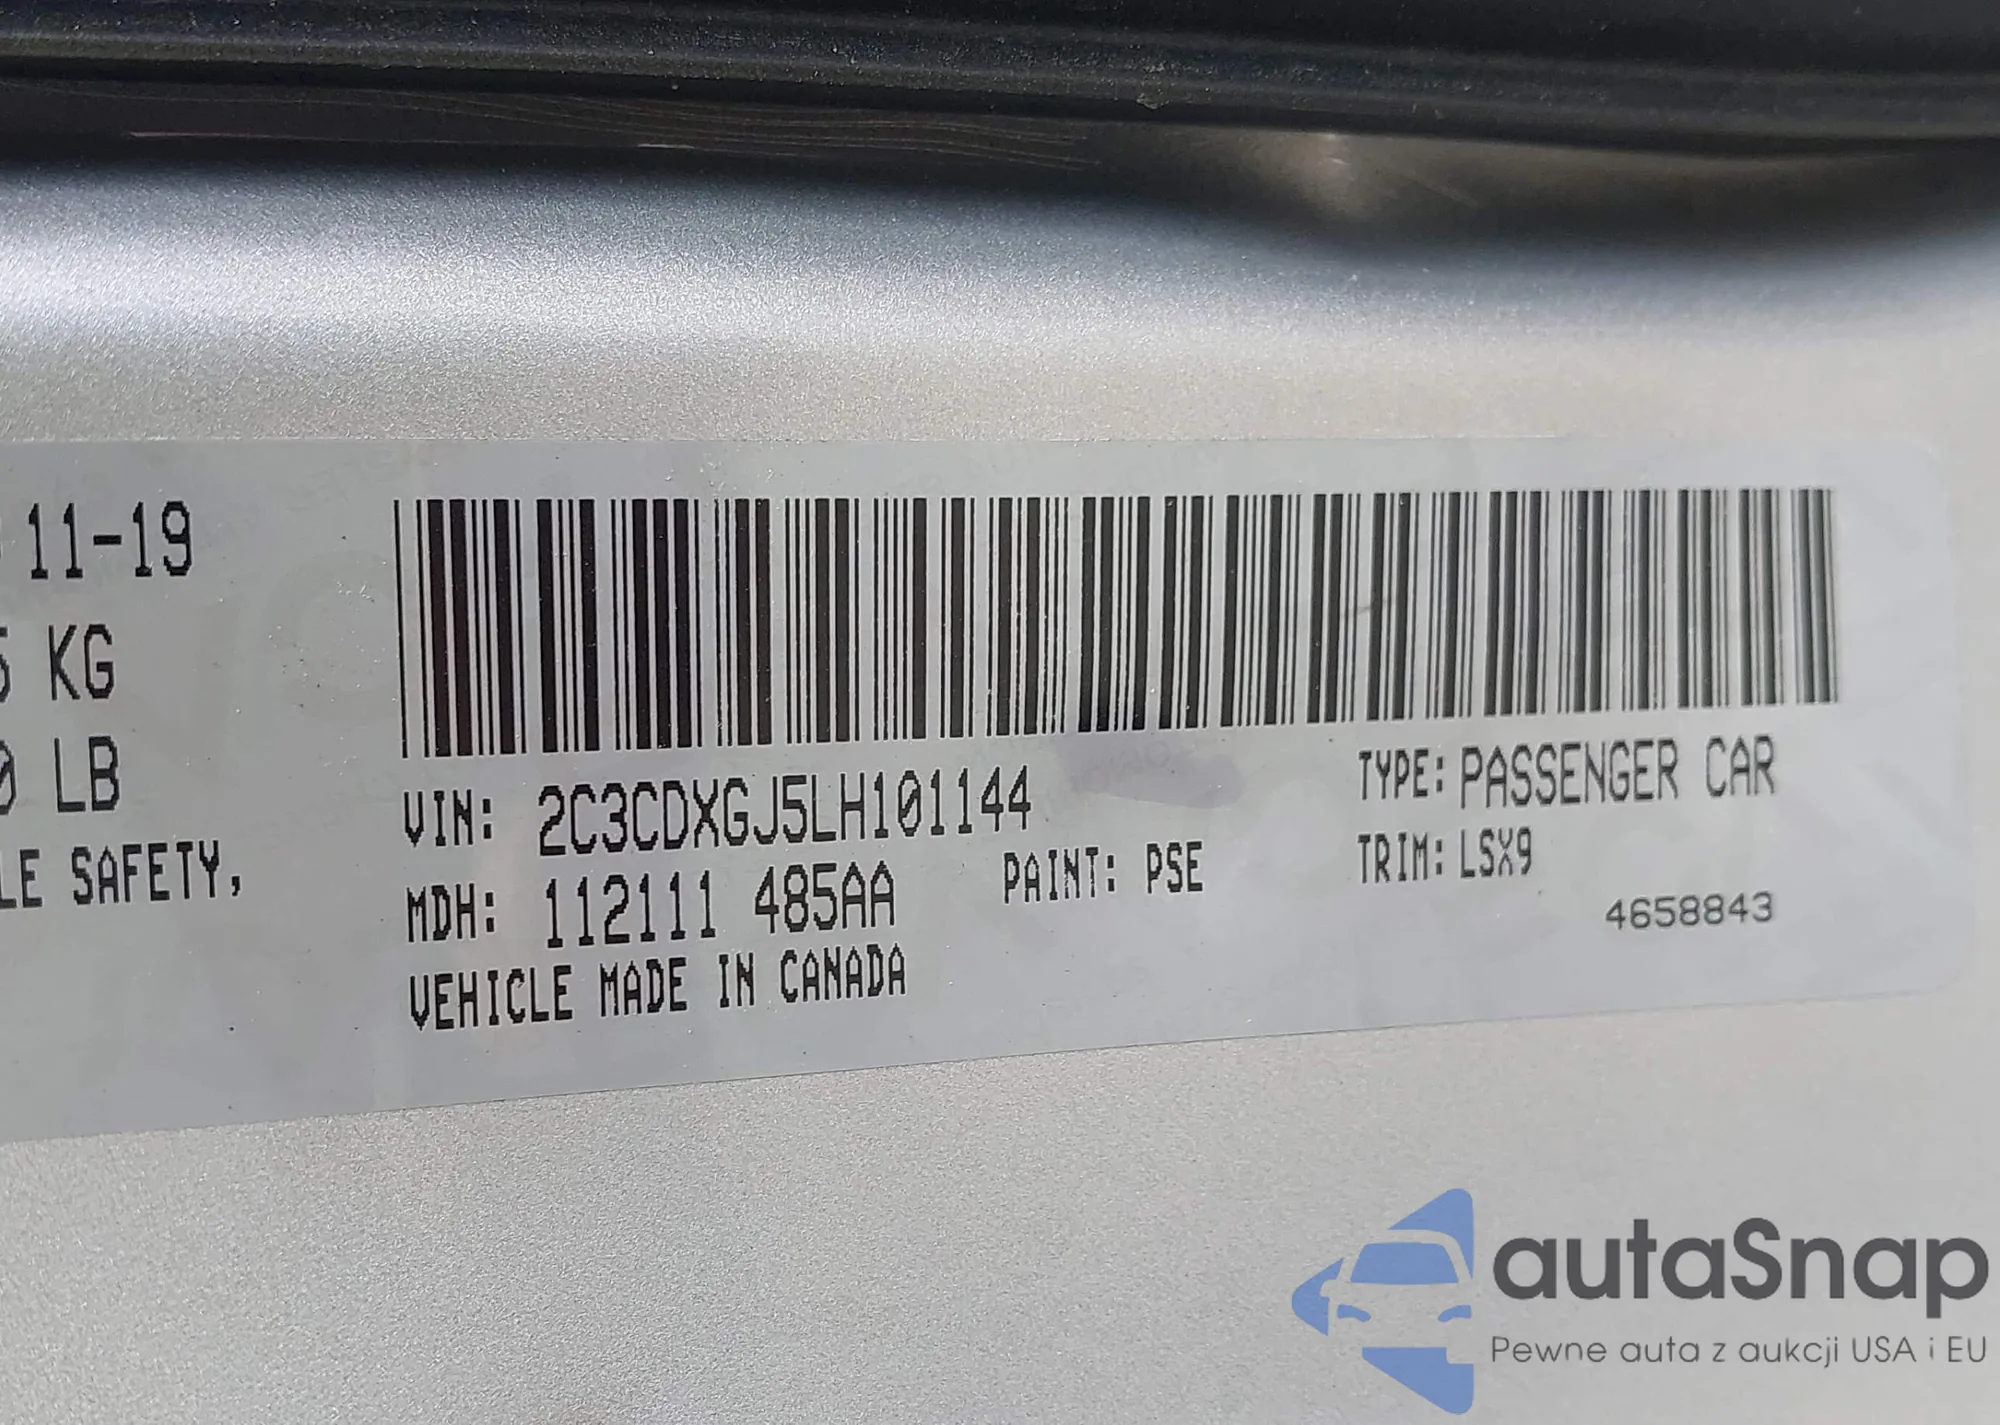 11-19
KG
LB
SAFETY,
VIN: 2C3CDXGJ5LH101144
MDH: 112111 485AA
PAINT: PSE
VEHICLE MADE IN CANADA
TYPE: PASSENGER CAR
TRIM: LSX9
4658843
autaSnap
Pewne auta z aukcji USA i EU